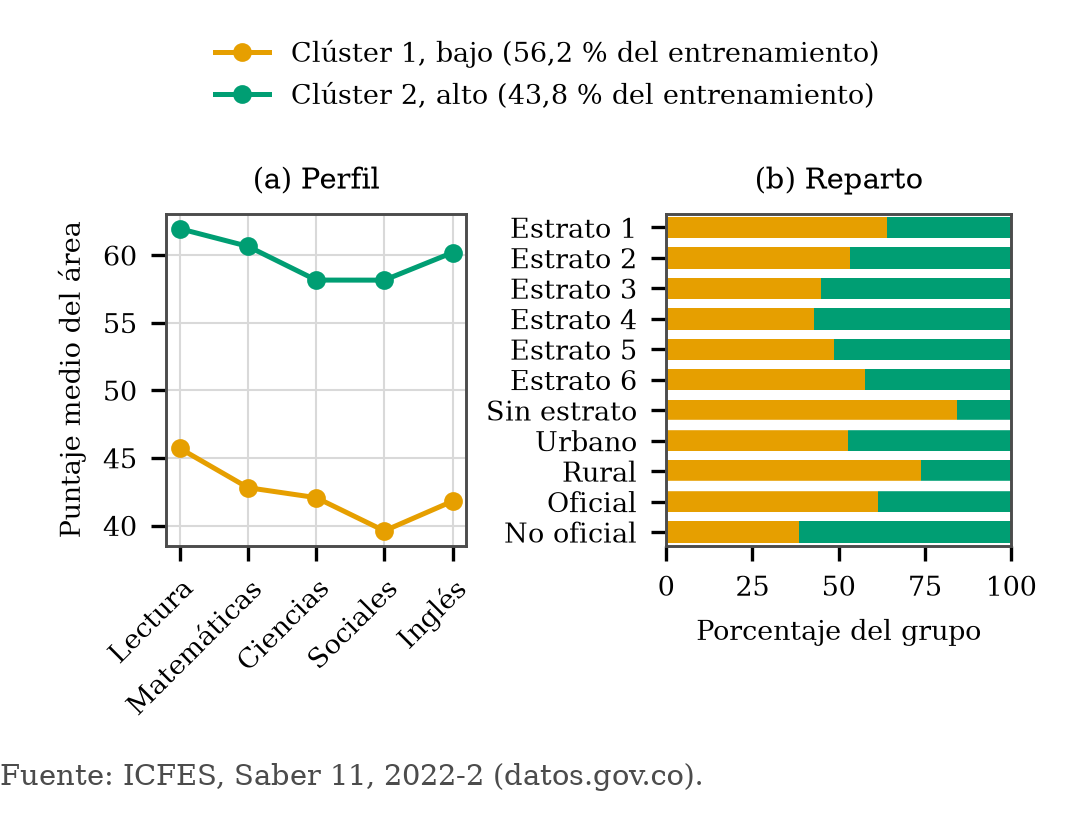 Clúster 1, bajo (56,2 % del entrenamiento)
Clúster 2, alto (43,8 % del entrenamiento)
(a) Perfil
Puntaje medio del área
60
55
50
45
40
Lectura
Matemáticas
Ciencias
Sociales
Inglés
(b) Reparto
Estrato 1
Estrato 2
Estrato 3
Estrato 4
Estrato 5
Estrato 6
Sin estrato
Urbano
Rural
Oficial
No oficial
0 25 50 75 100
Porcentaje del grupo
Fuente: ICFES, Saber 11, 2022-2 (datos.gov.co).